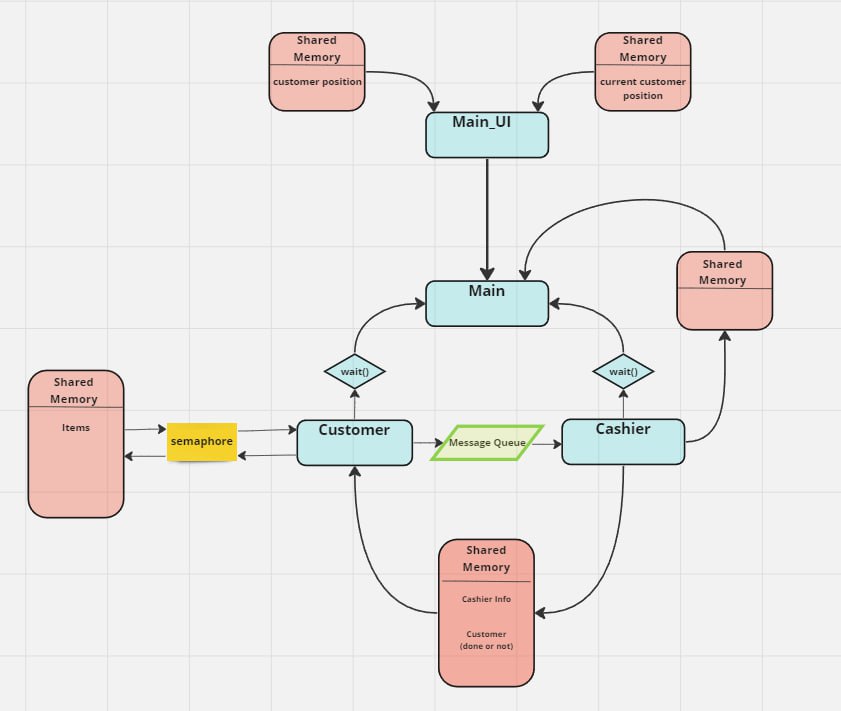 Shared
Memory
customer position
Shared
Memory
current customer
position
Main_UI
Shared
Memory
Main
wait()
wait()
Shared
Memory
Items
semaphore
Customer
Message Queue
Cashier
Shared
Memory
Cashier Info
Customer
(done or not)